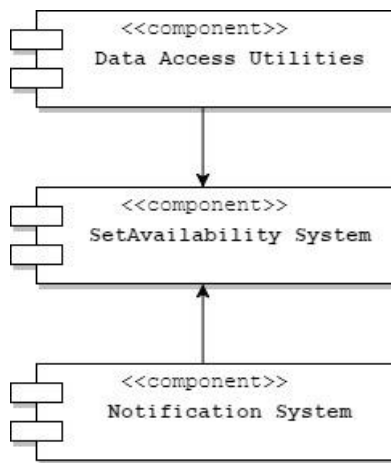 <<component>>
Data Access Utilities
<<component>>
SetAvailability System
<<component>>
Notification System